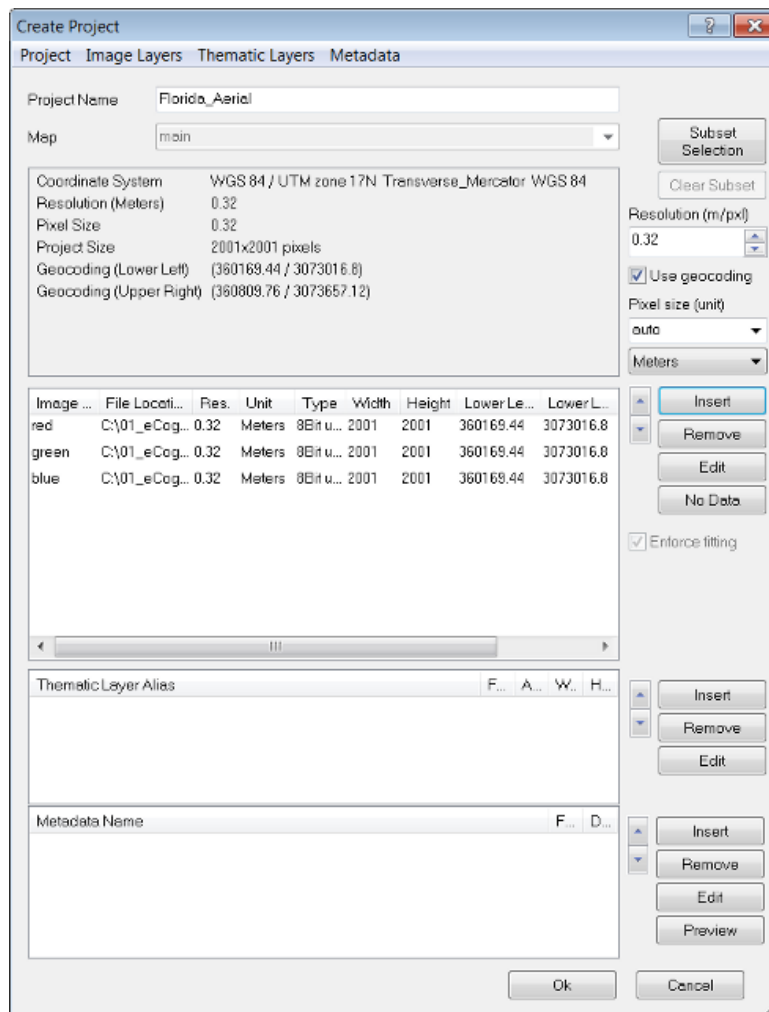 Create Project
Project Image Layers Thematic Layers Metadata
Project Name Florida_Aerial
Map main
Subset
Selection
Clear Subset
Coordinate System WGS 84 / UTM zone 17N Transverse_Mercator WGS 84
Resolution (Meters) 0.32
Pixel Size 0.32
Project Size 2001x2001 pixels
Geocoding (Lower Left) (360169.44 / 3073016.8)
Geocoding (Upper Right) (360809.76 / 3073657.12)
Resolution (m/pxl)
0.32
Use geocoding
Pixel size (unit)
auto
Meters
Image ... File Locati... Res. Unit Type Width Height Lower Le... Lower L...
red C:\01_eCog... 0.32 Meters 8Bit u... 2001 2001 360169.44 3073016.8
green C:\01_eCog... 0.32 Meters 8Bit u... 2001 2001 360169.44 3073016.8
blue C:\01_eCog... 0.32 Meters 8Bit u... 2001 2001 360169.44 3073016.8
Insert
Remove
Edit
No Data
Enforce fitting
Thematic Layer Alias F... A... W... H...
Insert
Remove
Edit
Metadata Name F... D...
Insert
Remove
Edit
Preview
Ok Cancel